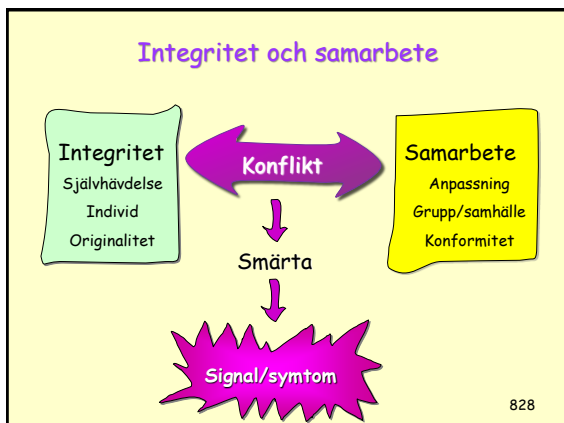 Integritet och samarbete
Integritet
Självhävdelse
Individ
Originalitet
Konflikt
Samarbete
Anpassning
Grupp/samhälle
Konformitet
Smärta
Signal/symtom
828